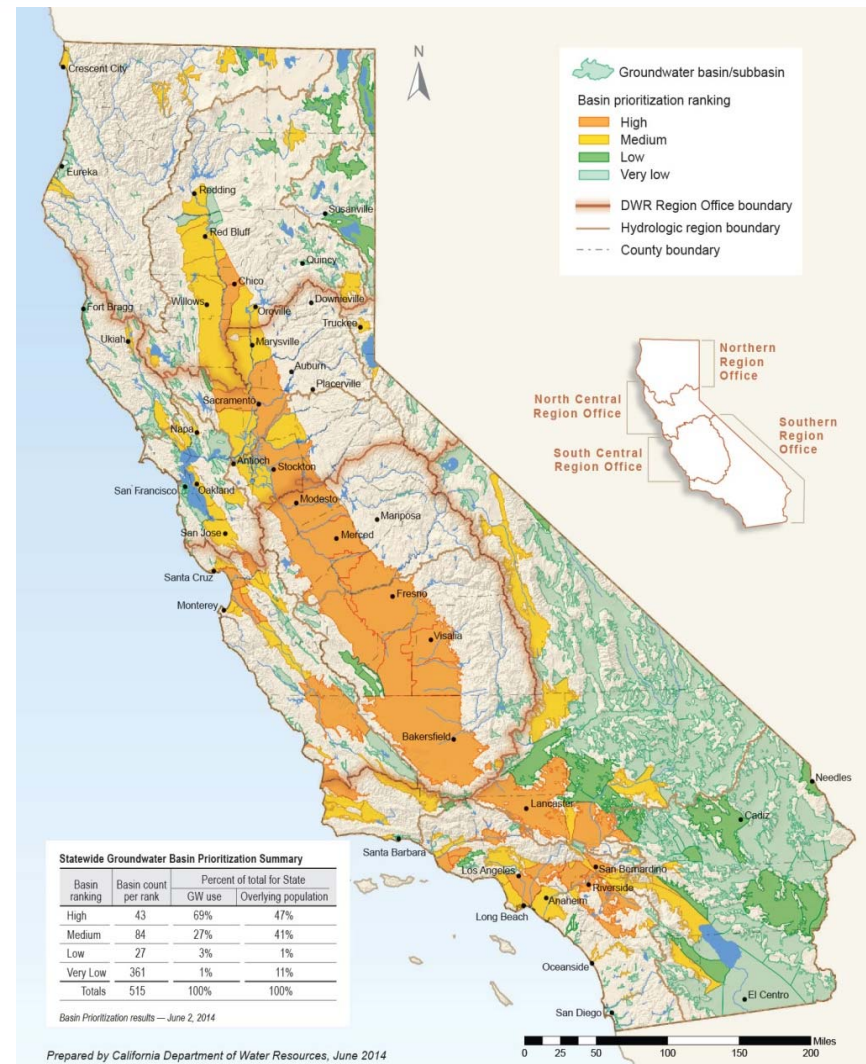 N
Groundwater basin/subbasin
Basin prioritization ranking
High
Medium
Low
Very low
DWR Region Office boundary
Hydrologic region boundary
County boundary
Northern
Region
Office
North Central
Region Office
Southern
Region
Office
South Central
Region Office
Crescent City
Eureka
Redding
Susanville
Red Bluff
Quincy
Chico
Fort Bragg
Willows
Oroville
Downieville
Truckee
Ukiah
Marysville
Auburn
Placerville
Sacramento
Napa
Antioch
Stockton
San Francisco
Oakland
Modesto
Mariposa
San Jose
Merced
Santa Cruz
Monterey
Fresno
Visalia
Bakersfield
Needles
Lancaster
Cadiz
Santa Barbara
Los Angeles
San Bernardino
Riverside
Anaheim
Long Beach
Oceanside
El Centro
San Diego
Statewide Groundwater Basin Prioritization Summary
Basin ranking Basin count per rank Percent of total for State
GW use Overlying population
High 43 69% 47%
Medium 84 27% 41%
Low 27 3% 1%
Very Low 361 1% 11%
Totals 515 100% 100%
Basin Prioritization results — June 2, 2014
Miles
0 50 100 150 200
Prepared by California Department of Water Resources, June 2014